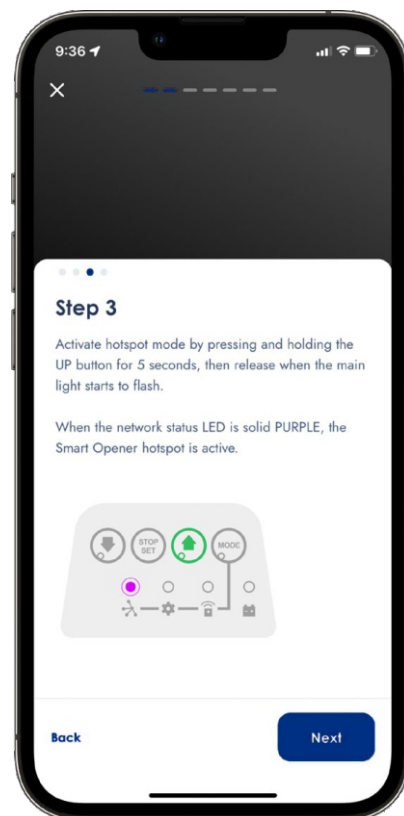 9:36
Step 3
Activate hotspot mode by pressing and holding the
UP button for 5 seconds, then release when the main
light starts to flash.
When the network status LED is solid PURPLE, the
Smart Opener hotspot is active.
STOP
SET
MODE
Back
Next